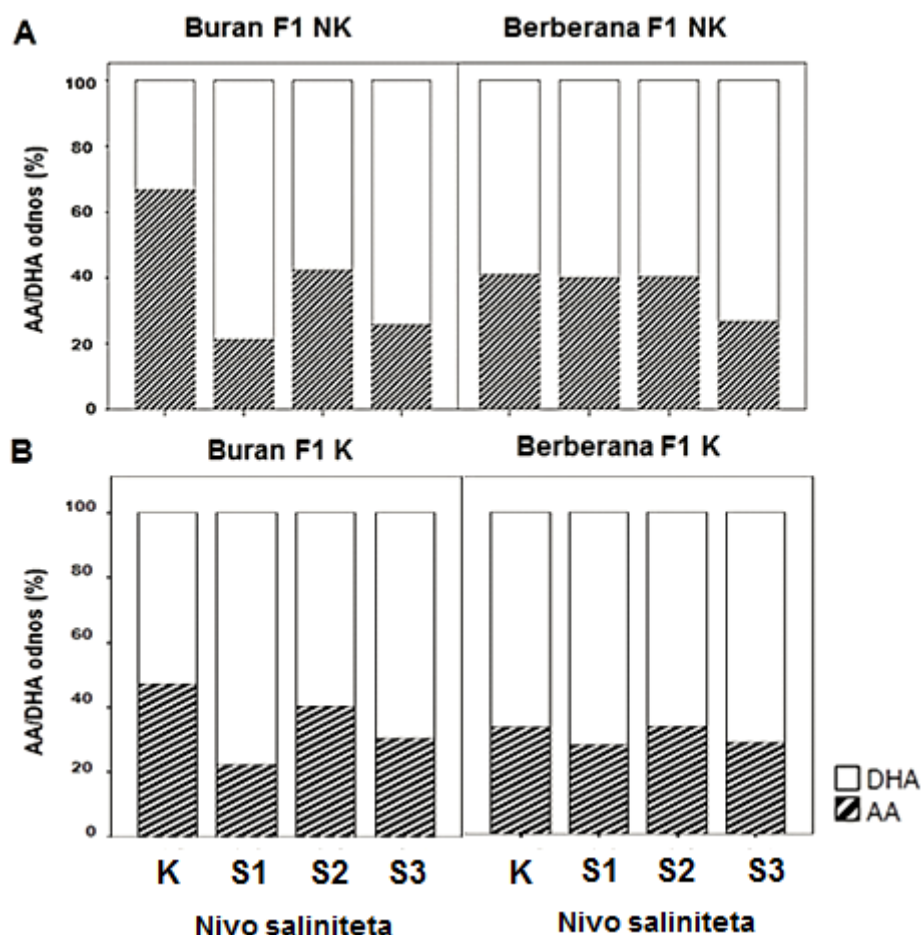 A
Buran F1 NK
Berberana F1 NK
AA/DHA odnos (%)
100
80
60
40
20
0
B
Buran F1 K
Berberana F1 K
AA/DHA odnos (%)
100
80
60
40
20
0
DHA
AA
K S1 S2 S3
K S1 S2 S3
Nivo saliniteta
Nivo saliniteta